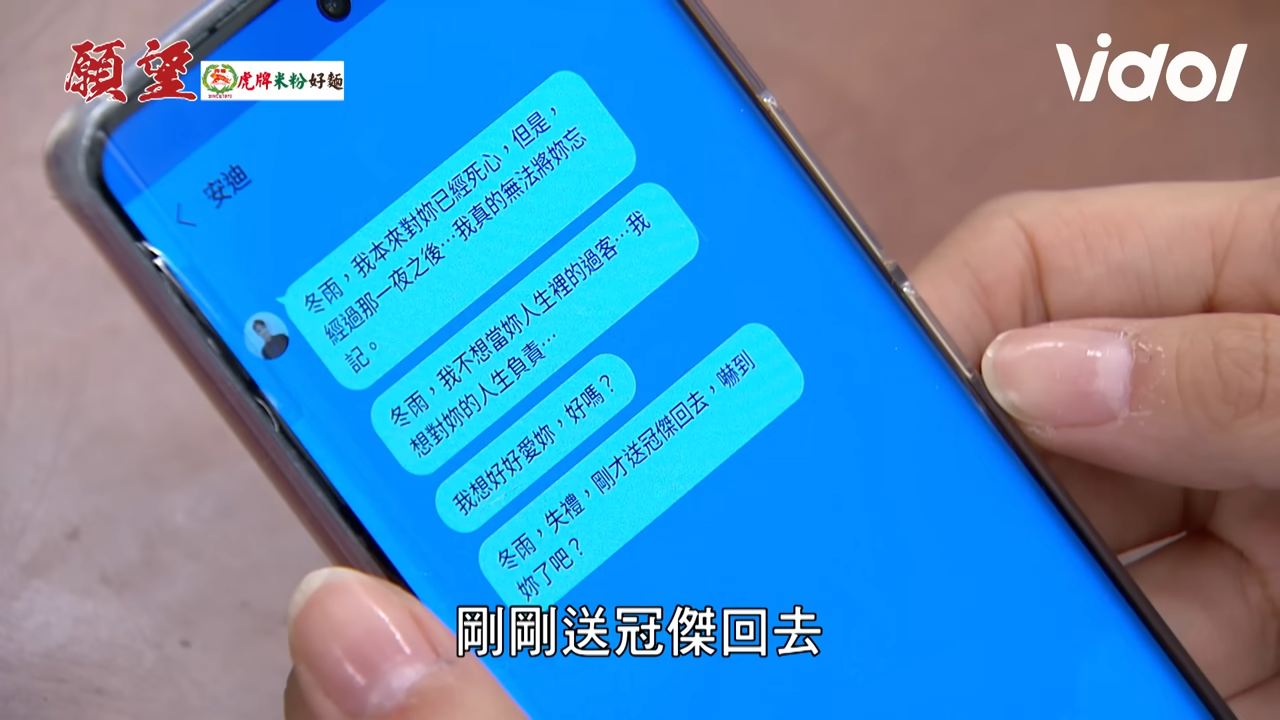 願望
虎牌米粉好麵
Vidol
安迪
冬雨，我本來對妳已經死心，但是，
經過那一夜之後…我真的無法將妳忘
記。
冬雨，我不想當妳人生裡的過客…我
想對妳的人生負責…
我想好好愛妳，好嗎？
冬雨，失禮，剛才送冠傑回去，嚇到
妳了吧？
剛剛送冠傑回去